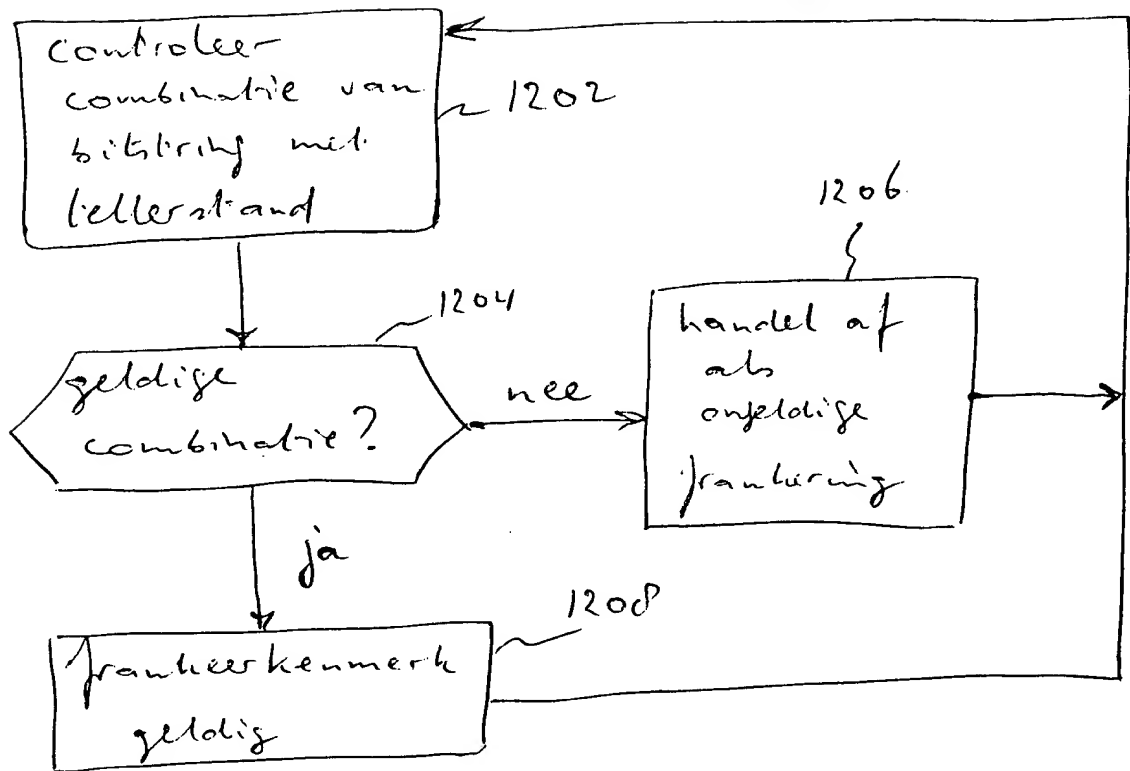 controleer
combinatie van
bitstring met
tellerstand
1202
1204
geldige
combinatie?
nee
1206
handel af
als
ongeldige
frankering
ja
1208
frankeerkenmerk
geldig